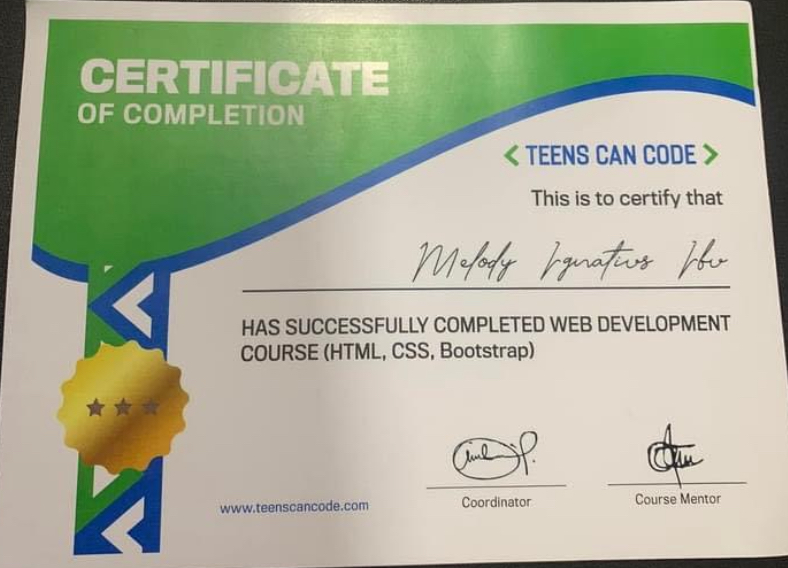 CERTIFICATE
OF COMPLETION
< TEENS CAN CODE >
This is to certify that
Melody Ignatius
HAS SUCCESSFULLY COMPLETED WEB DEVELOPMENT
COURSE (HTML, CSS, Bootstrap)
www.teenscancode.com
Coordinator
Course Mentor